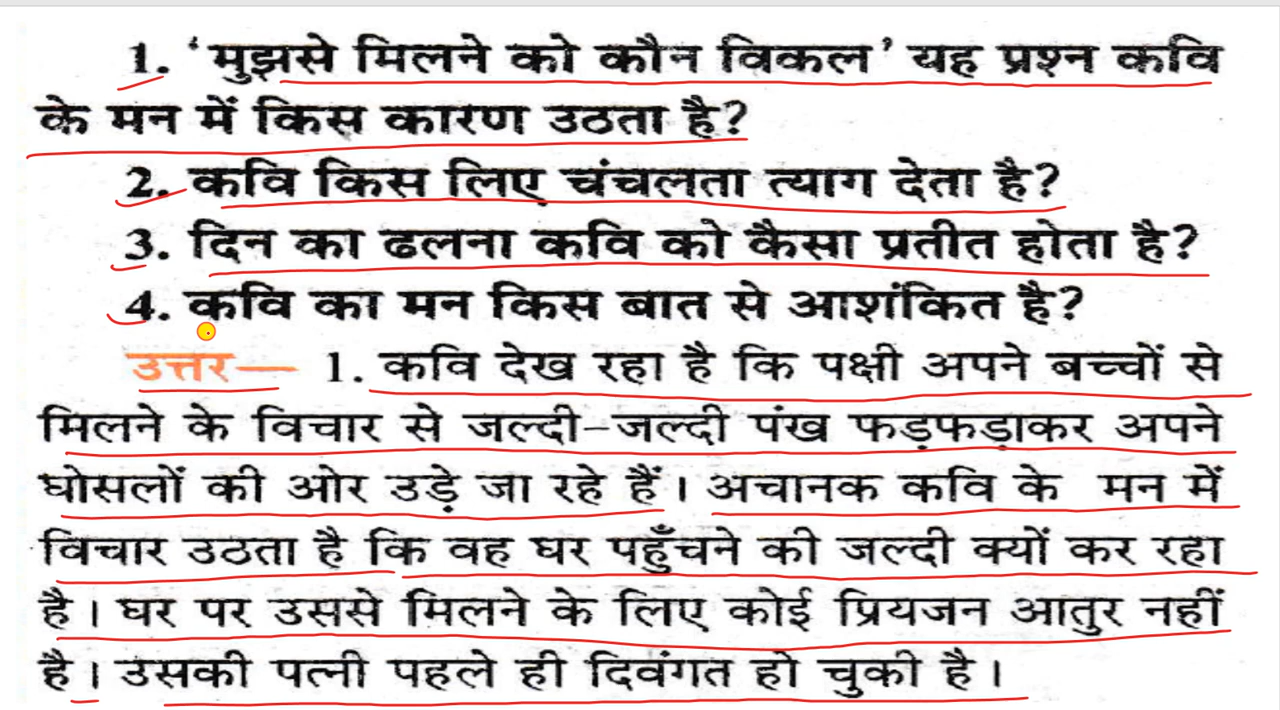 1. 'मुझसे मिलने को कौन विकल' यह प्रश्न कवि
के मन में किस कारण उठता है?
2. कवि किस लिए चंचलता त्याग देता है?
3. दिन का ढलना कवि को कैसा प्रतीत होता है?
4. कवि का मन किस बात से आशंकित है?
उत्तर— 1. कवि देख रहा है कि पक्षी अपने बच्चों से
मिलने के विचार से जल्दी-जल्दी पंख फड़फड़ाकर अपने
घोसलों की ओर उड़े जा रहे हैं। अचानक कवि के मन में
विचार उठता है कि वह घर पहुँचने की जल्दी क्यों कर रहा
है। घर पर उससे मिलने के लिए कोई प्रियजन आतुर नहीं
है। उसकी पत्नी पहले ही दिवंगत हो चुकी है।